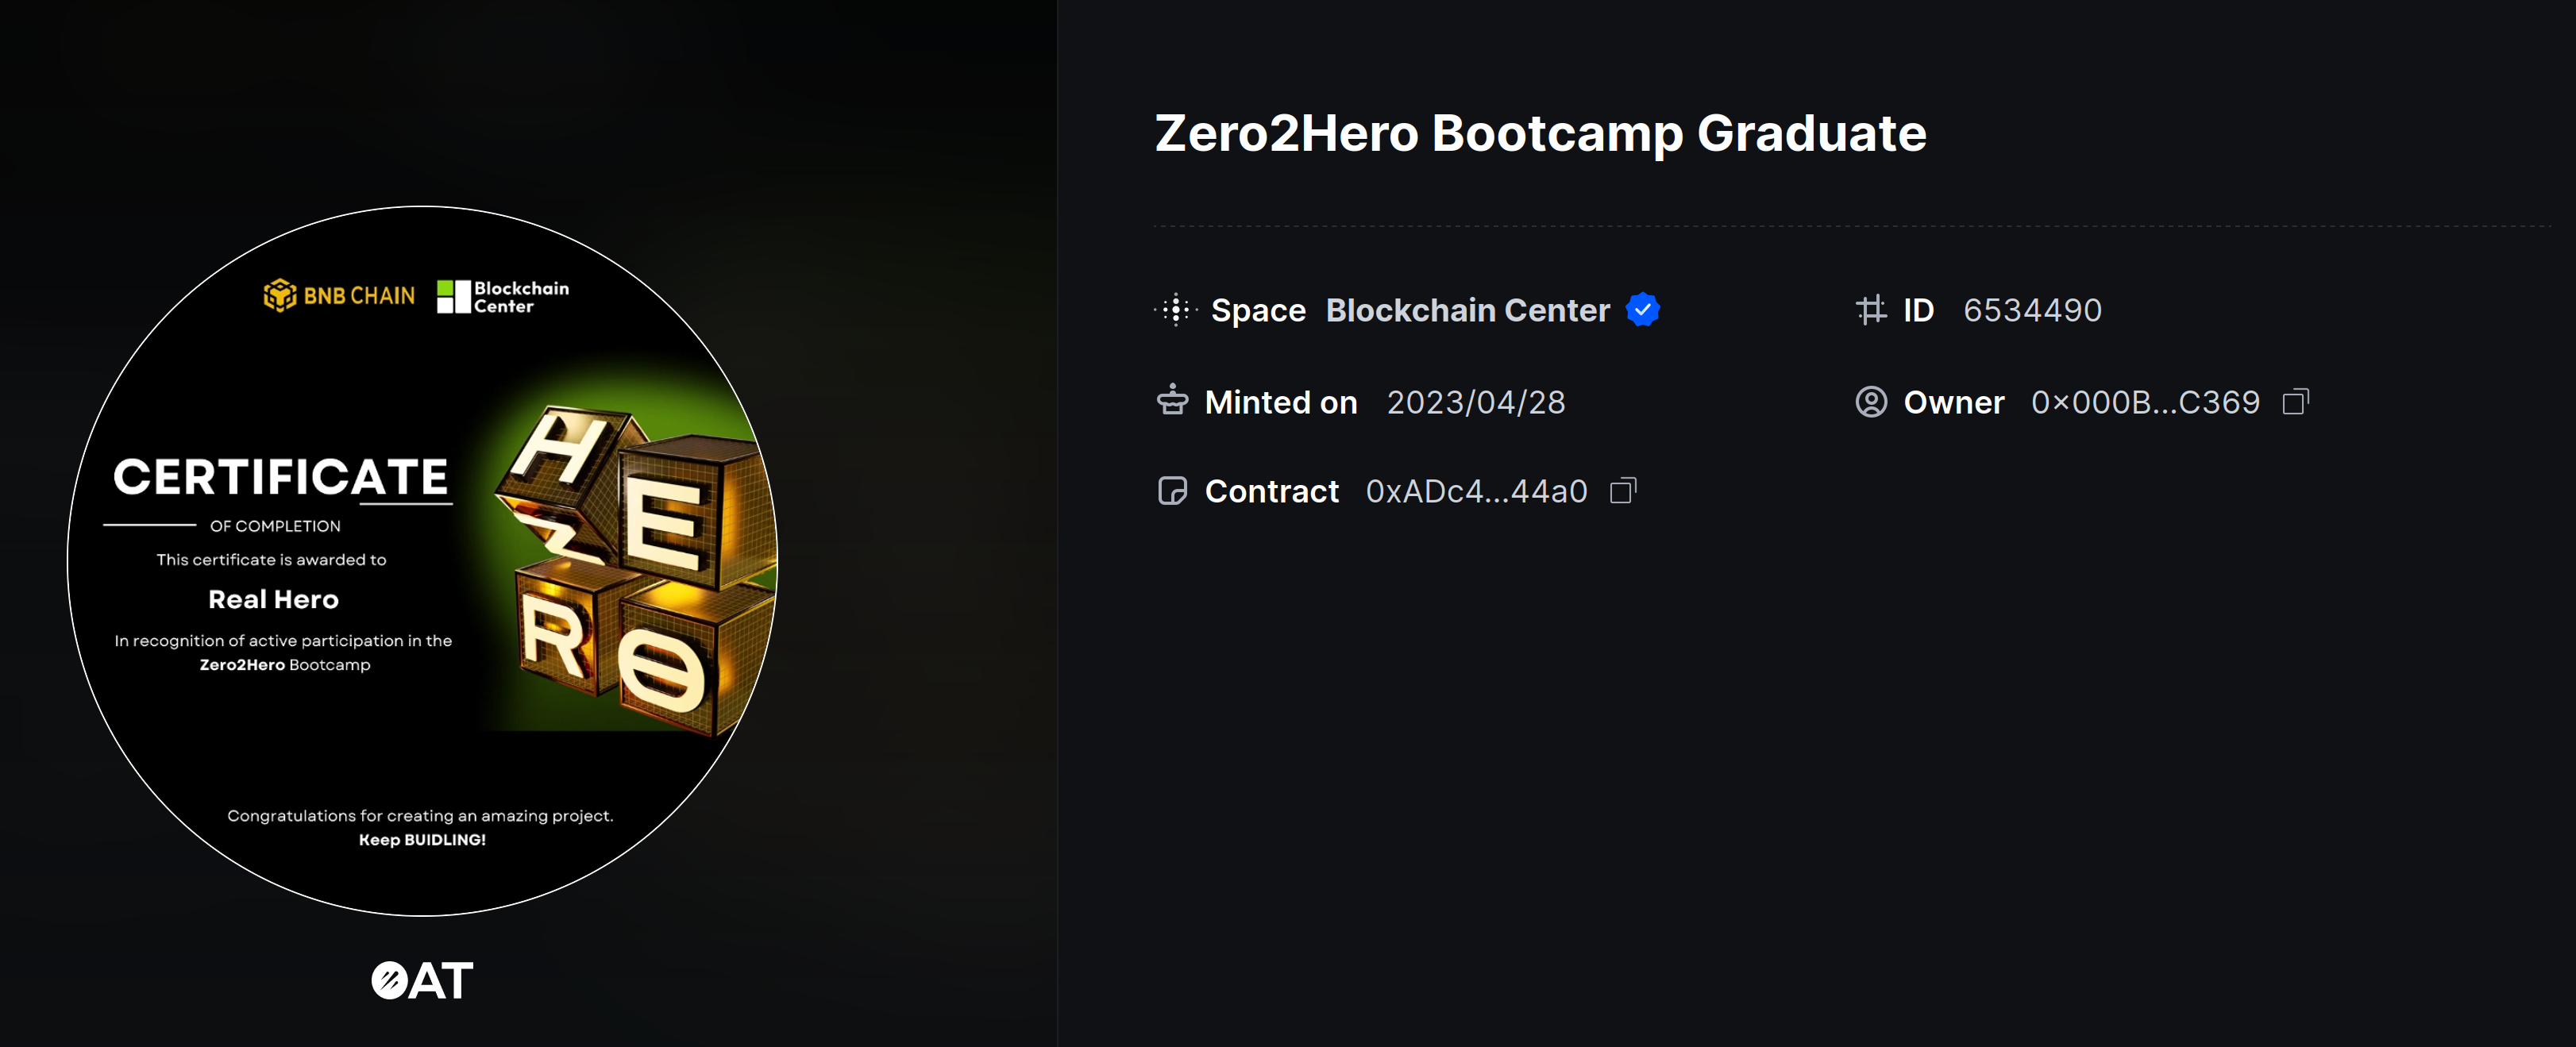 BNB CHAIN
Blockchain
Center
CERTIFICATE
OF COMPLETION
This certificate is awarded to
Real Hero
In recognition of active participation in the
Zero2Hero Bootcamp
H
E
R
O
Congratulations for creating an amazing project.
Keep BUIDLING!
OAT
Zero2Hero Bootcamp Graduate
Space Blockchain Center
ID 6534490
Minted on 2023/04/28
Owner 0×000B...C369
Contract 0xADc4...44a0